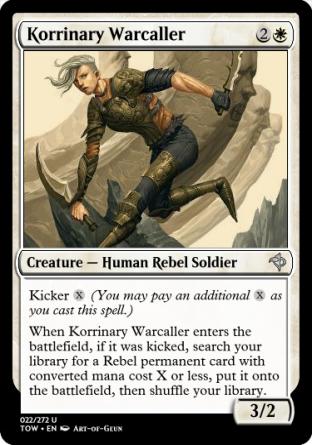 Korrinary Warcaller 2
Creature — Human Rebel Soldier
Kicker X (You may pay an additional X as
you cast this spell.)
When Korrinary Warcaller enters the
battlefield, if it was kicked, search your
library for a Rebel permanent card with
converted mana cost X or less, put it onto
the battlefield, then shuffle your library.
3/2
022/272 U
TOW • EN Art-of-Geun